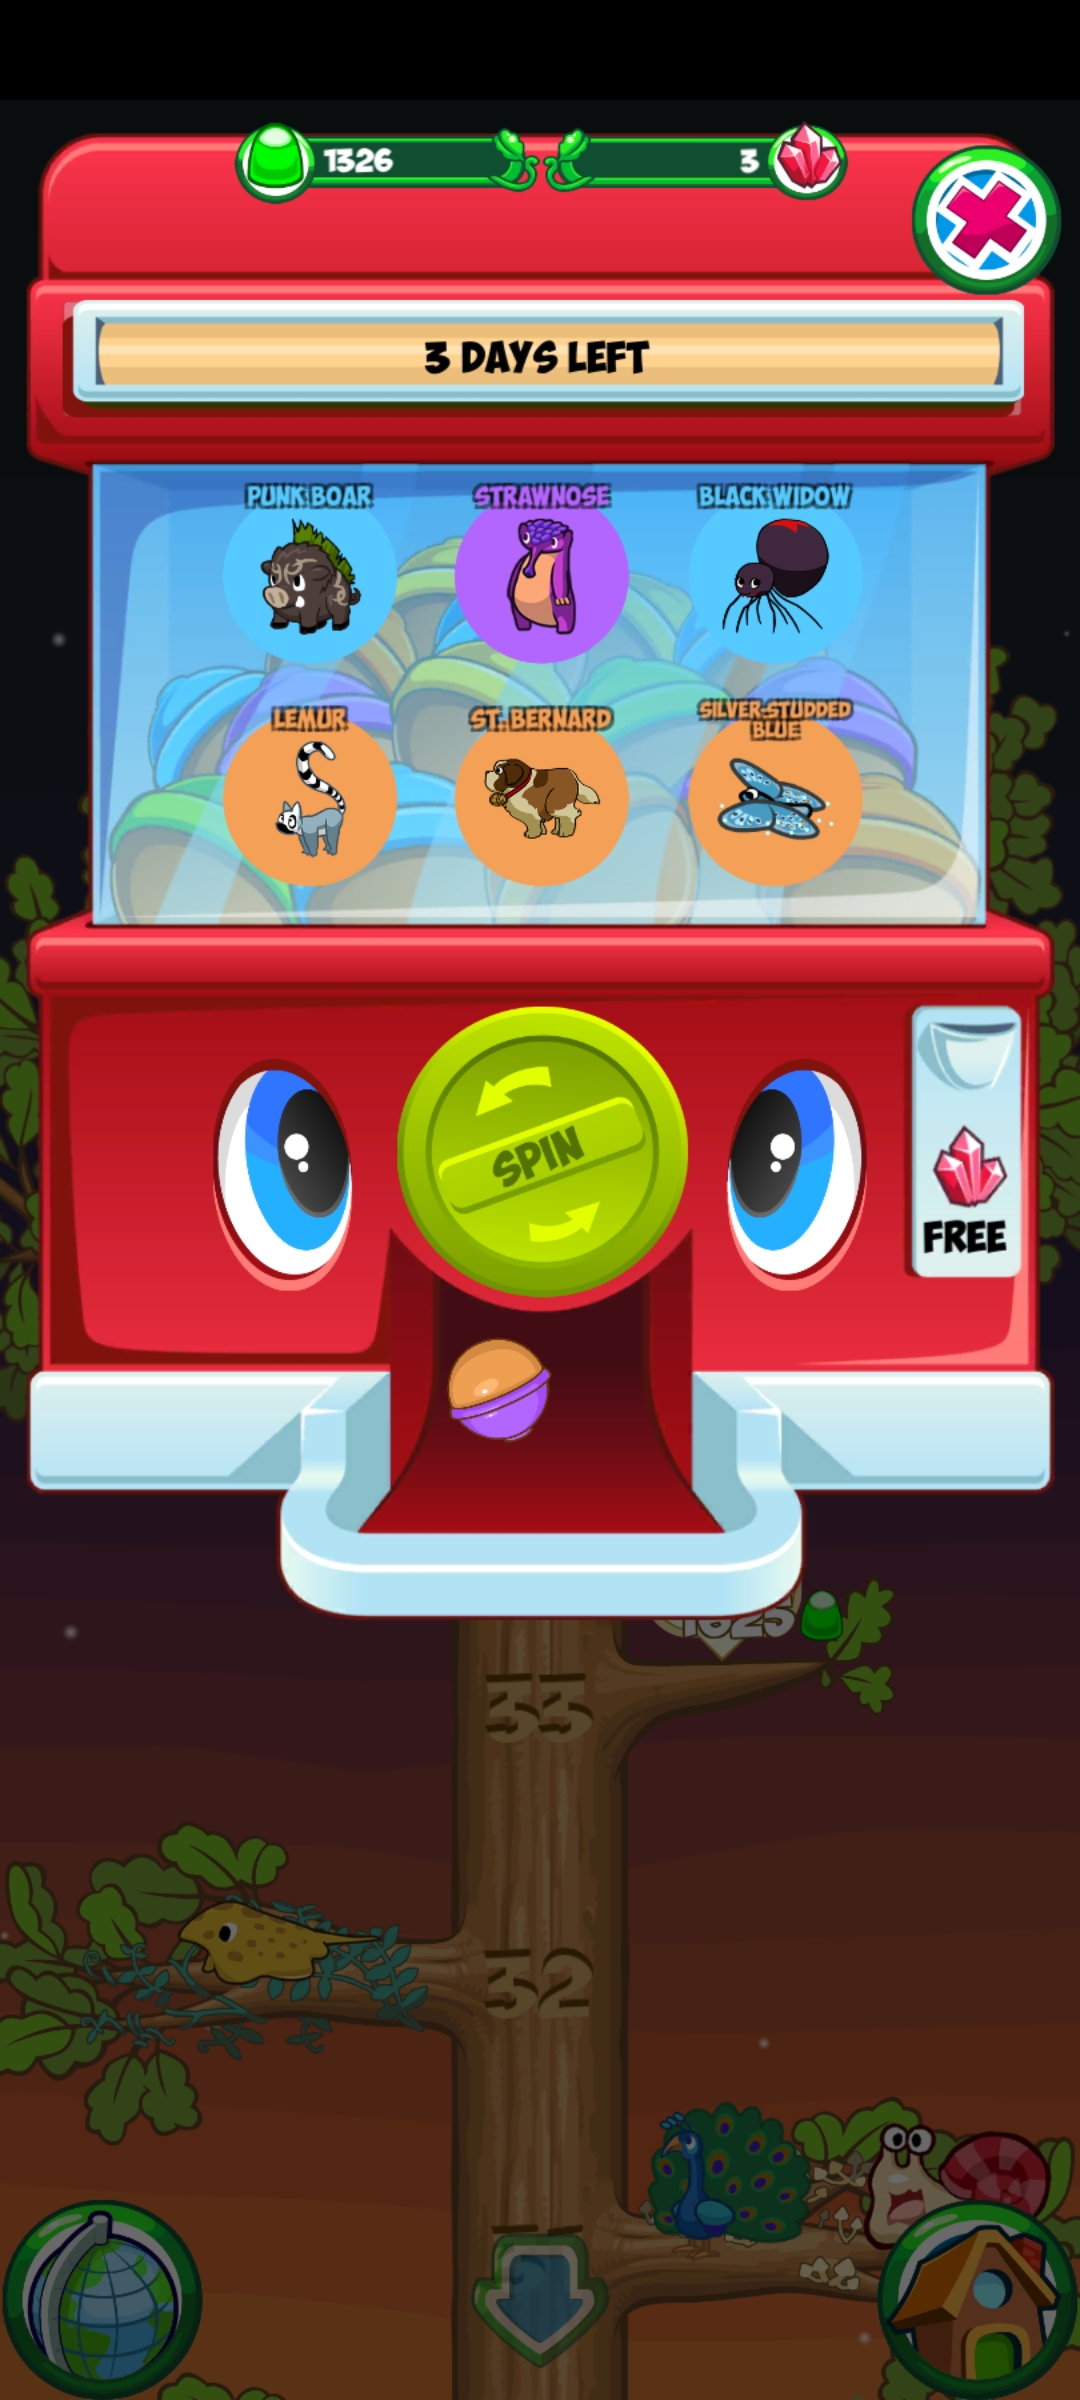 1326
3
3 DAYS LEFT
PUNK BOAR
STRAWNOSE
BLACK WIDOW
LEMUR
ST. BERNARD
SILVER-STUDDED
BLUE
SPIN
FREE
1625
33
32